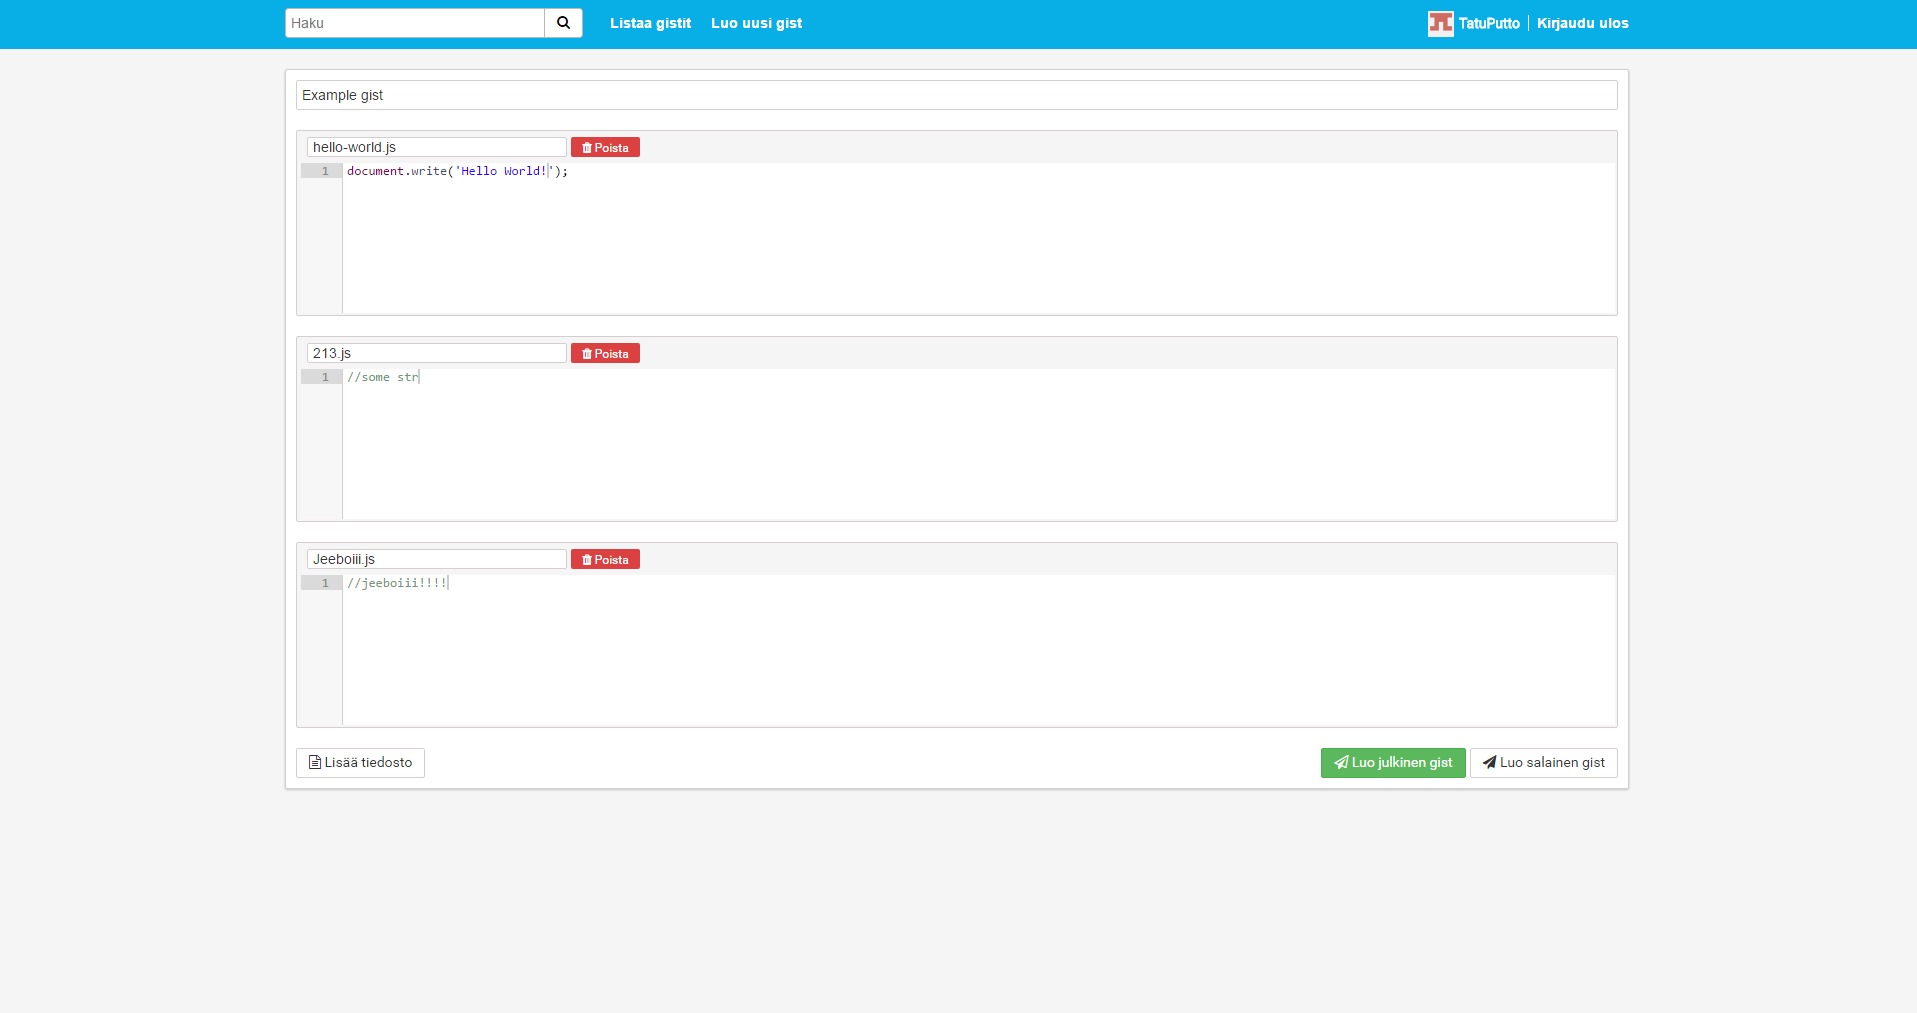 Haku Listaa gistit Luo uusi gist TatuPutto Kirjaudu ulos
Example gist
hello-world.js Poista
1 document.write('Hello World!');
213.js Poista
1 //some str
Jeeboiii.js Poista
1 //jeeboiii!!!!
Lisää tiedosto Luo julkinen gist Luo salainen gist